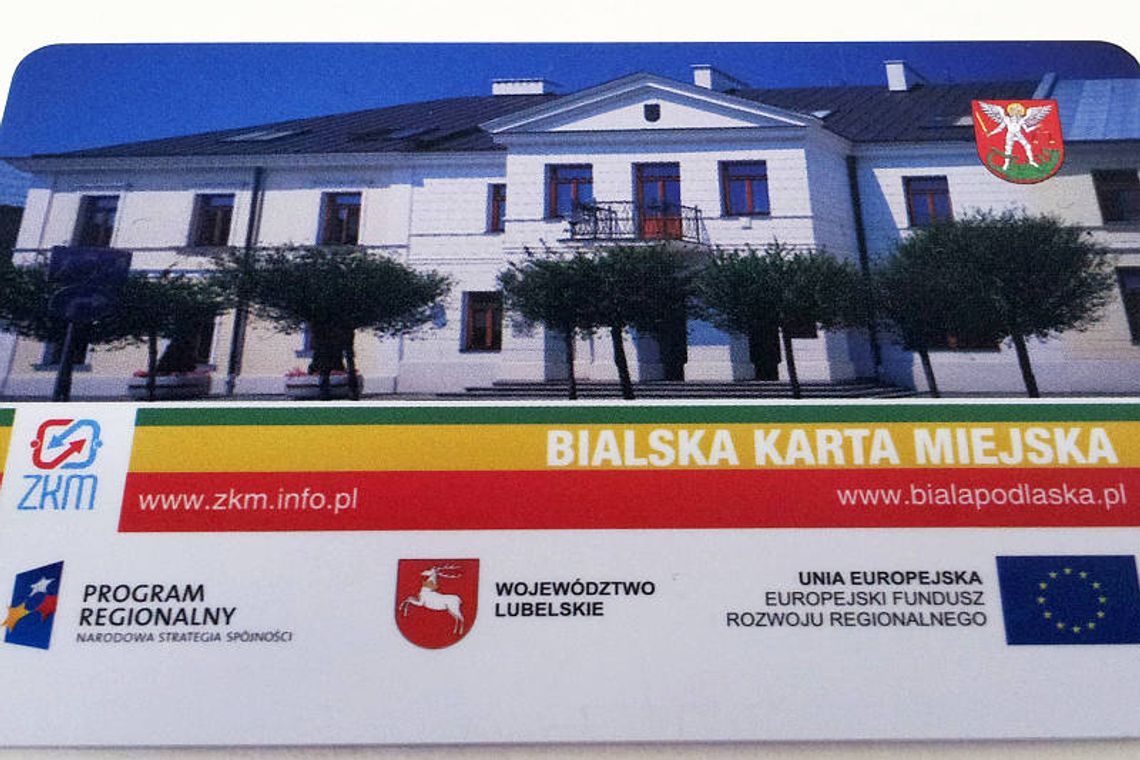 BIALSKA KARTA MIEJSKA
ZKM
www.zkm.info.pl
www.bialapodlaska.pl
PROGRAM
REGIONALNY
NARODOWA STRATEGIA SPÓJNOŚCI
WOJEWÓDZTWO
LUBELSKIE
UNIA EUROPEJSKA
EUROPEJSKI FUNDUSZ
ROZWOJU REGIONALNEGO